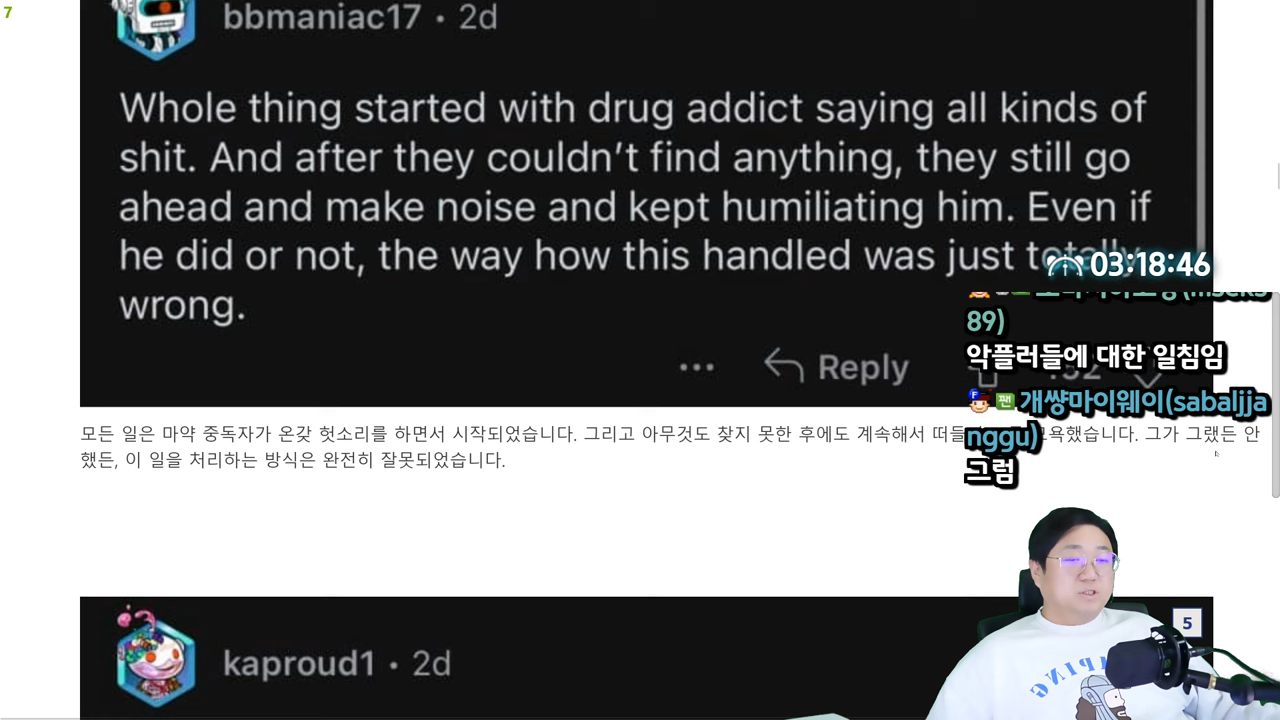 7
bbmaniac17 • 2d
Whole thing started with drug addict saying all kinds of
shit. And after they couldn't find anything, they still go
ahead and make noise and kept humiliating him. Even if
he did or not, the way how this handled was just totally
wrong.
03:18:46
89)
악플러들에 대한 일침임
Reply
팬 개썅마이웨이(sabaljja
nggu)
그럼
모든 일은 마약 중독자가 온갖 헛소리를 하면서 시작되었습니다. 그리고 아무것도 찾지 못한 후에도 계속해서 떠들 모욕했습니다. 그가 그랬든 안
했든, 이 일을 처리하는 방식은 완전히 잘못되었습니다.
5
kaproud1 • 2d